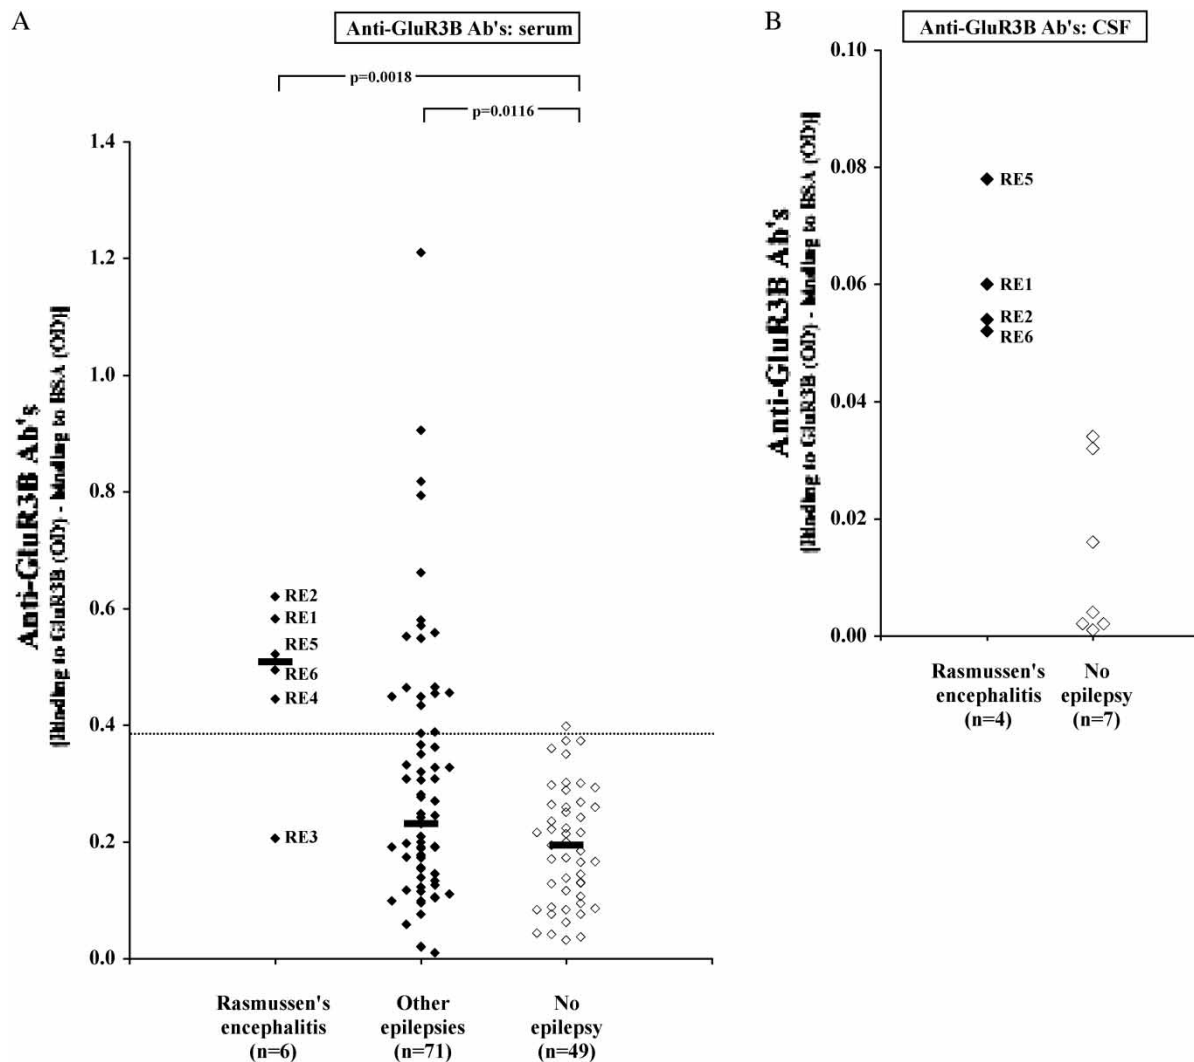 A
Anti-GluR3B Ab's: serum
p=0.0018
p=0.0116
Anti-GluR3B Ab's
[Binding to GluR3B (OD) - binding to BSA (OD)]
1.4
1.2
1.0
0.8
0.6
0.4
0.2
0.0
RE2
RE1
RE5
RE6
RE4
RE3
Rasmussen's
encephalitis
(n=6)
Other
epilepsies
(n=71)
No
epilepsy
(n=49)
B
Anti-GluR3B Ab's: CSF
Anti-GluR3B Ab's
[Binding to GluR3B (OD) - binding to BSA (OD)]
0.10
0.08
0.06
0.04
0.02
0.00
RE5
RE1
RE2
RE6
Rasmussen's
encephalitis
(n=4)
No
epilepsy
(n=7)